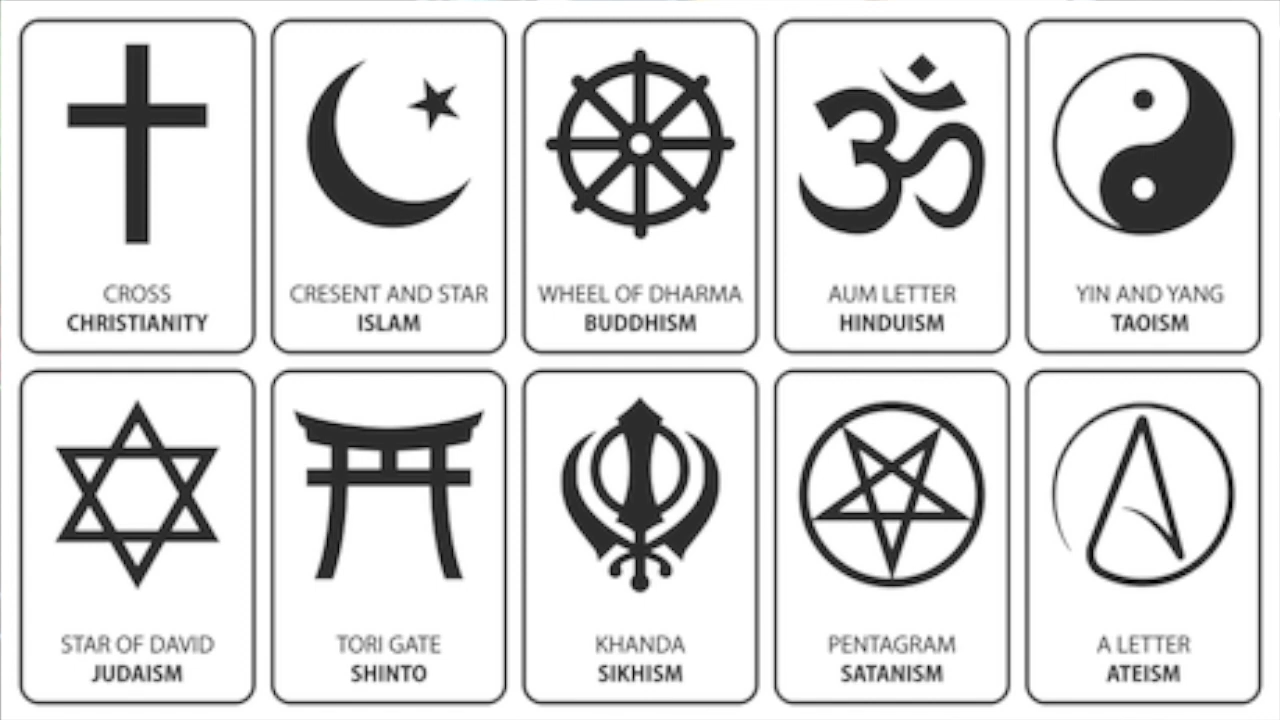 CROSS
CHRISTIANITY
CRESENT AND STAR
ISLAM
WHEEL OF DHARMA
BUDDHISM
AUM LETTER
HINDUISM
YIN AND YANG
TAOISM
STAR OF DAVID
JUDAISM
TORI GATE
SHINTO
KHANDA
SIKHISM
PENTAGRAM
SATANISM
A LETTER
ATEISM